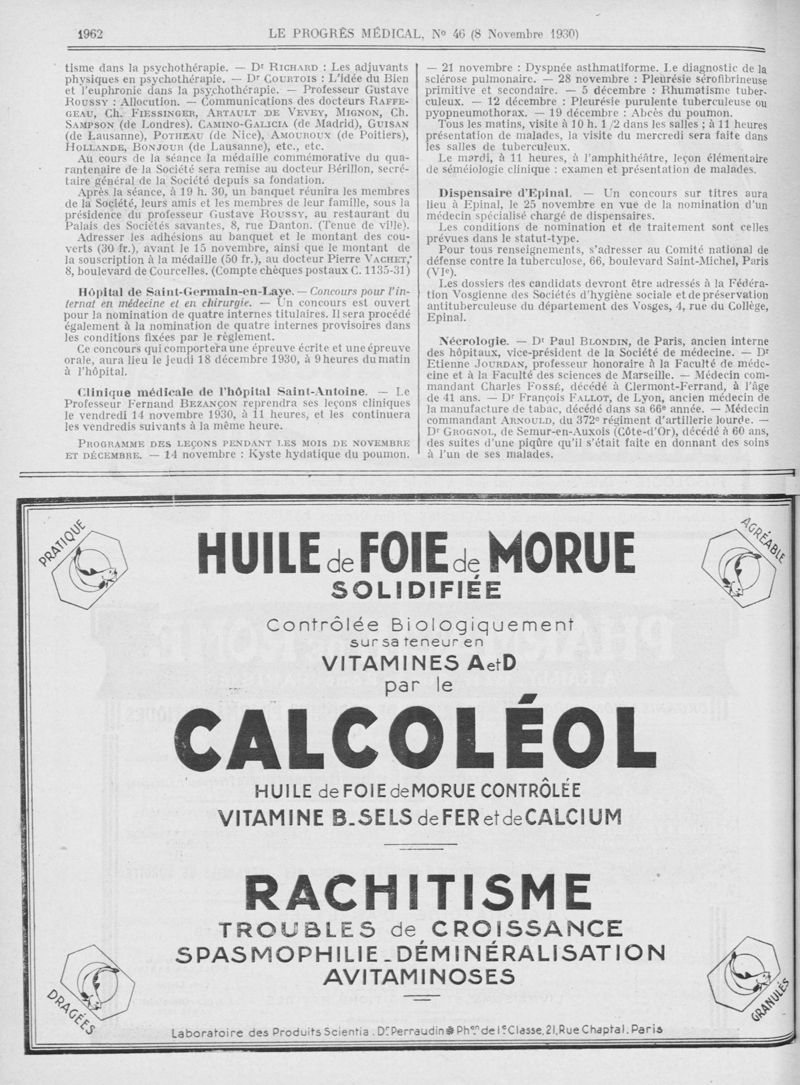 1962
LE PROGRÈS MÉDICAL, N° 46 (8 Novembre 1930)
tisme dans la psychothérapie. — Dr RICHARD : Les adjuvants
physiques en psychothérapie. — Dr COURTOIS : L'idée du Bien
et l'euphronie dans la psychothérapie. — Professeur Gustave
ROUSSY : Allocution. — Communications des docteurs RAFFE-
GEAU, Ch. FIESSINGER, ARTAULT DE VEVEY, MIGNON, Ch.
SAMPSON (de Londres), CAMINO-GALICIA (de Madrid), GUISAN
(de Lausanne), POTHEAU (de Nice), AMOUROUX (de Poitiers),
HOLLANDE, BONJOUR (de Lausanne), etc., etc.
Au cours de la séance la médaille commémorative du qua-
rantenaire de la Société sera remise au docteur Bérillon, secré-
taire général de la Société depuis sa fondation.
Après la séance, à 19 h. 30, un banquet réunira les membres
de la Société, leurs amis et les membres de leur famille, sous la
présidence du professeur Gustave ROUSSY, au restaurant du
Palais des Sociétés savantes, 8, rue Danton. (Tenue de ville).
Adresser les adhésions au banquet et le montant des cou-
verts (30 fr.), avant le 15 novembre, ainsi que le montant de
la souscription à la médaille (50 fr.), au docteur Pierre VACHET,
8, boulevard de Courcelles. (Compte chèques postaux C. 1135-31)
Hôpital de Saint-Germain-en-Laye. — Concours pour l'in-
ternat en médecine et en chirurgie. — Un concours est ouvert
pour la nomination de quatre internes titulaires. Il sera procédé
également à la nomination de quatre internes provisoires dans
les conditions fixées par le règlement.
Ce concours qui comportera une épreuve écrite et une épreuve
orale, aura lieu le jeudi 18 décembre 1930, à 9 heures du matin
à l'hôpital.
Clinique médicale de l'hôpital Saint-Antoine. — Le
Professeur Fernand BEZANÇON reprendra ses leçons cliniques
le vendredi 14 novembre 1930, à 11 heures, et les continuera
les vendredis suivants à la même heure.
PROGRAMME DES LEÇONS PENDANT LES MOIS DE NOVEMBRE
ET DÉCEMBRE. — 14 novembre : Kyste hydatique du poumon.
— 21 novembre : Dyspnée asthmatiforme. Le diagnostic de la
sclérose pulmonaire. — 28 novembre : Pleurésie sérofibrineuse
primitive et secondaire. — 5 décembre : Rhumatisme tuber-
culeux. — 12 décembre : Pleurésie purulente tuberculeuse ou
pyopneumothorax. — 19 décembre : Abcès du poumon.
Tous les matins, visite à 10 h. 1/2 dans les salles ; à 11 heures
présentation de malades, la visite du mercredi sera faite dans
les salles de tuberculeux.
Le mardi, à 11 heures, à l'amphithéâtre, leçon élémentaire
de séméiologie clinique : examen et présentation de malades.
Dispensaire d'Epinal. — Un concours sur titres aura
lieu à Epinal, le 25 novembre en vue de la nomination d'un
médecin spécialisé chargé de dispensaires.
Les conditions de nomination et de traitement sont celles
prévues dans le statut-type.
Pour tous renseignements, s'adresser au Comité national de
défense contre la tuberculose, 66, boulevard Saint-Michel, Paris
(VIe).
Les dossiers des candidats devront être adressés à la Fédéra-
tion Vosgienne des Sociétés d'hygiène sociale et de préservation
antituberculeuse du département des Vosges, 4, rue du Collège,
Epinal.
Nécrologie. — Dr Paul BLONDIN, de Paris, ancien interne
des hôpitaux, vice-président de la Société de médecine. — Dr
Etienne JOURDAN, professeur honoraire à la Faculté de méde-
cine et à la Faculté des sciences de Marseille. — Médecin com-
mandant Charles FOSSÉ, décédé à Clermont-Ferrand, à l'âge
de 41 ans. — Dr François FALLOT, de Lyon, ancien médecin de
la manufacture de tabac, décédé dans sa 66e année. — Médecin
commandant ARNOULD, du 372e régiment d'artillerie lourde. —
Dr GROGNOL, de Semur-en-Auxois (Côte-d'Or), décédé à 60 ans,
des suites d'une piqûre qu'il s'était faite en donnant des soins
à l'un de ses malades.
PRATIQUE
AGRÉABLE
HUILE de FOIE de MORUE
SOLIDIFIÉE
Contrôlée Biologiquement
sur sa teneur en
VITAMINES A et D
par le
CALCOLÉOL
HUILE de FOIE de MORUE CONTRÔLÉE
VITAMINE B_SELS de FER et de CALCIUM
RACHITISME
TROUBLES de CROISSANCE
SPASMOPHILIE_DÉMINÉRALISATION
AVITAMINOSES
DRAGÉES
GRANULÉS
Laboratoire des Produits Scientia. Dr Perraudin Phen de 1e Classe, 21, Rue Chaptal. Paris